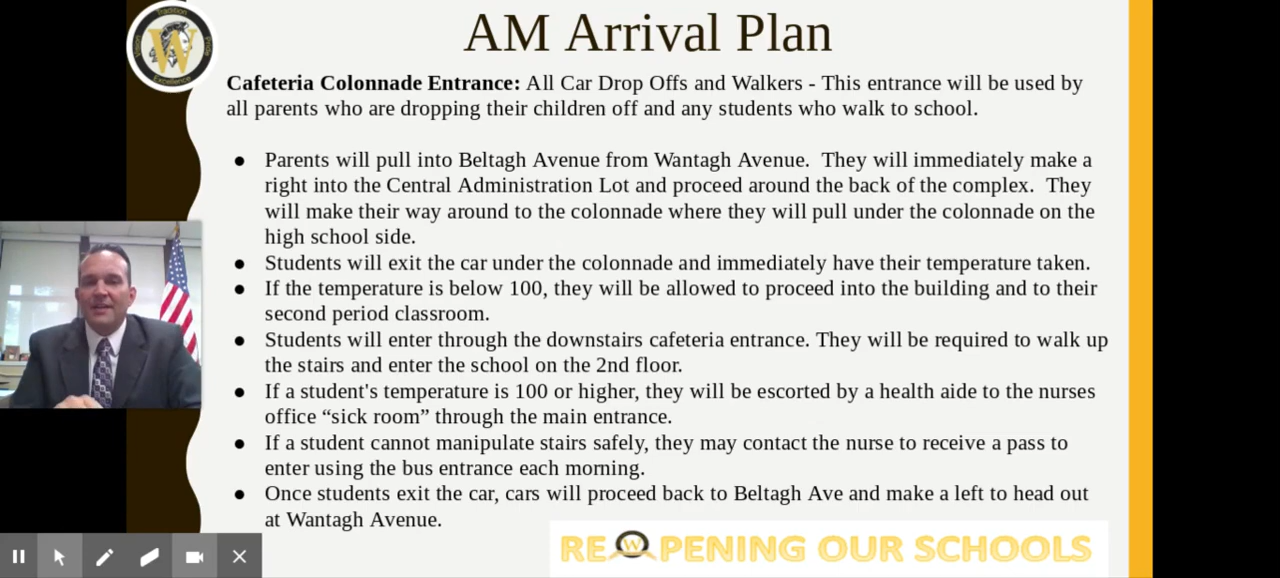 AM Arrival Plan
Tradition
Vision
W
Pride
Excellence
Cafeteria Colonnade Entrance: All Car Drop Offs and Walkers - This entrance will be used by
all parents who are dropping their children off and any students who walk to school.
● Parents will pull into Beltagh Avenue from Wantagh Avenue. They will immediately make a
right into the Central Administration Lot and proceed around the back of the complex. They
will make their way around to the colonnade where they will pull under the colonnade on the
high school side.
● Students will exit the car under the colonnade and immediately have their temperature taken.
● If the temperature is below 100, they will be allowed to proceed into the building and to their
second period classroom.
● Students will enter through the downstairs cafeteria entrance. They will be required to walk up
the stairs and enter the school on the 2nd floor.
● If a student's temperature is 100 or higher, they will be escorted by a health aide to the nurses
office “sick room” through the main entrance.
● If a student cannot manipulate stairs safely, they may contact the nurse to receive a pass to
enter using the bus entrance each morning.
● Once students exit the car, cars will proceed back to Beltagh Ave and make a left to head out
at Wantagh Avenue.
REOPENING OUR SCHOOLS